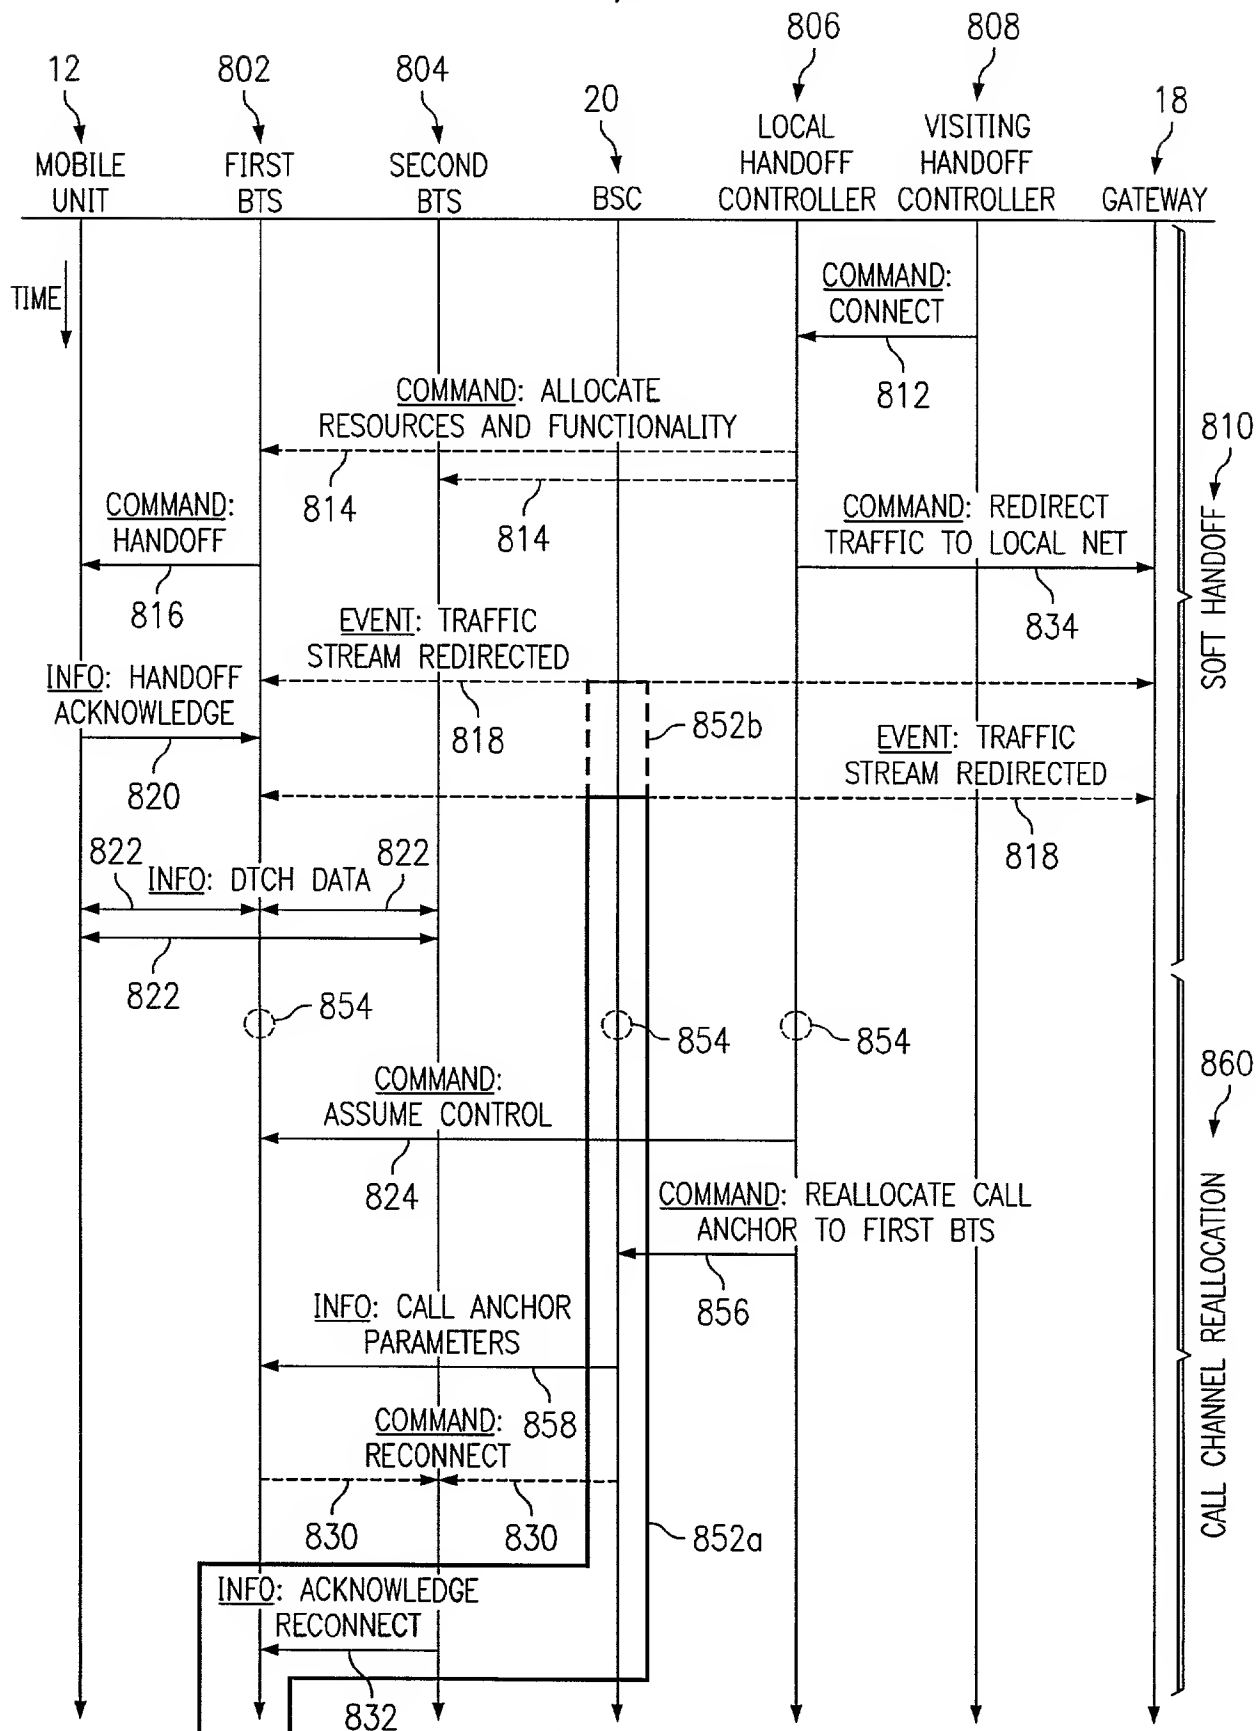 806
808
12
802
804
20
18
MOBILE
UNIT
FIRST
BTS
SECOND
BTS
BSC
LOCAL
HANDOFF
CONTROLLER
VISITING
HANDOFF
CONTROLLER
GATEWAY
TIME
COMMAND:
CONNECT
812
COMMAND: ALLOCATE
RESOURCES AND FUNCTIONALITY
814
814
COMMAND:
HANDOFF
816
COMMAND: REDIRECT
TRAFFIC TO LOCAL NET
834
810
SOFT HANDOFF
EVENT: TRAFFIC
STREAM REDIRECTED
818
INFO: HANDOFF
ACKNOWLEDGE
820
852b
EVENT: TRAFFIC
STREAM REDIRECTED
818
822
INFO: DTCH DATA
822
822
854
854
854
COMMAND:
ASSUME CONTROL
824
860
CALL CHANNEL REALLOCATION
COMMAND: REALLOCATE CALL
ANCHOR TO FIRST BTS
856
INFO: CALL ANCHOR
PARAMETERS
858
COMMAND:
RECONNECT
830
830
852a
INFO: ACKNOWLEDGE
RECONNECT
832